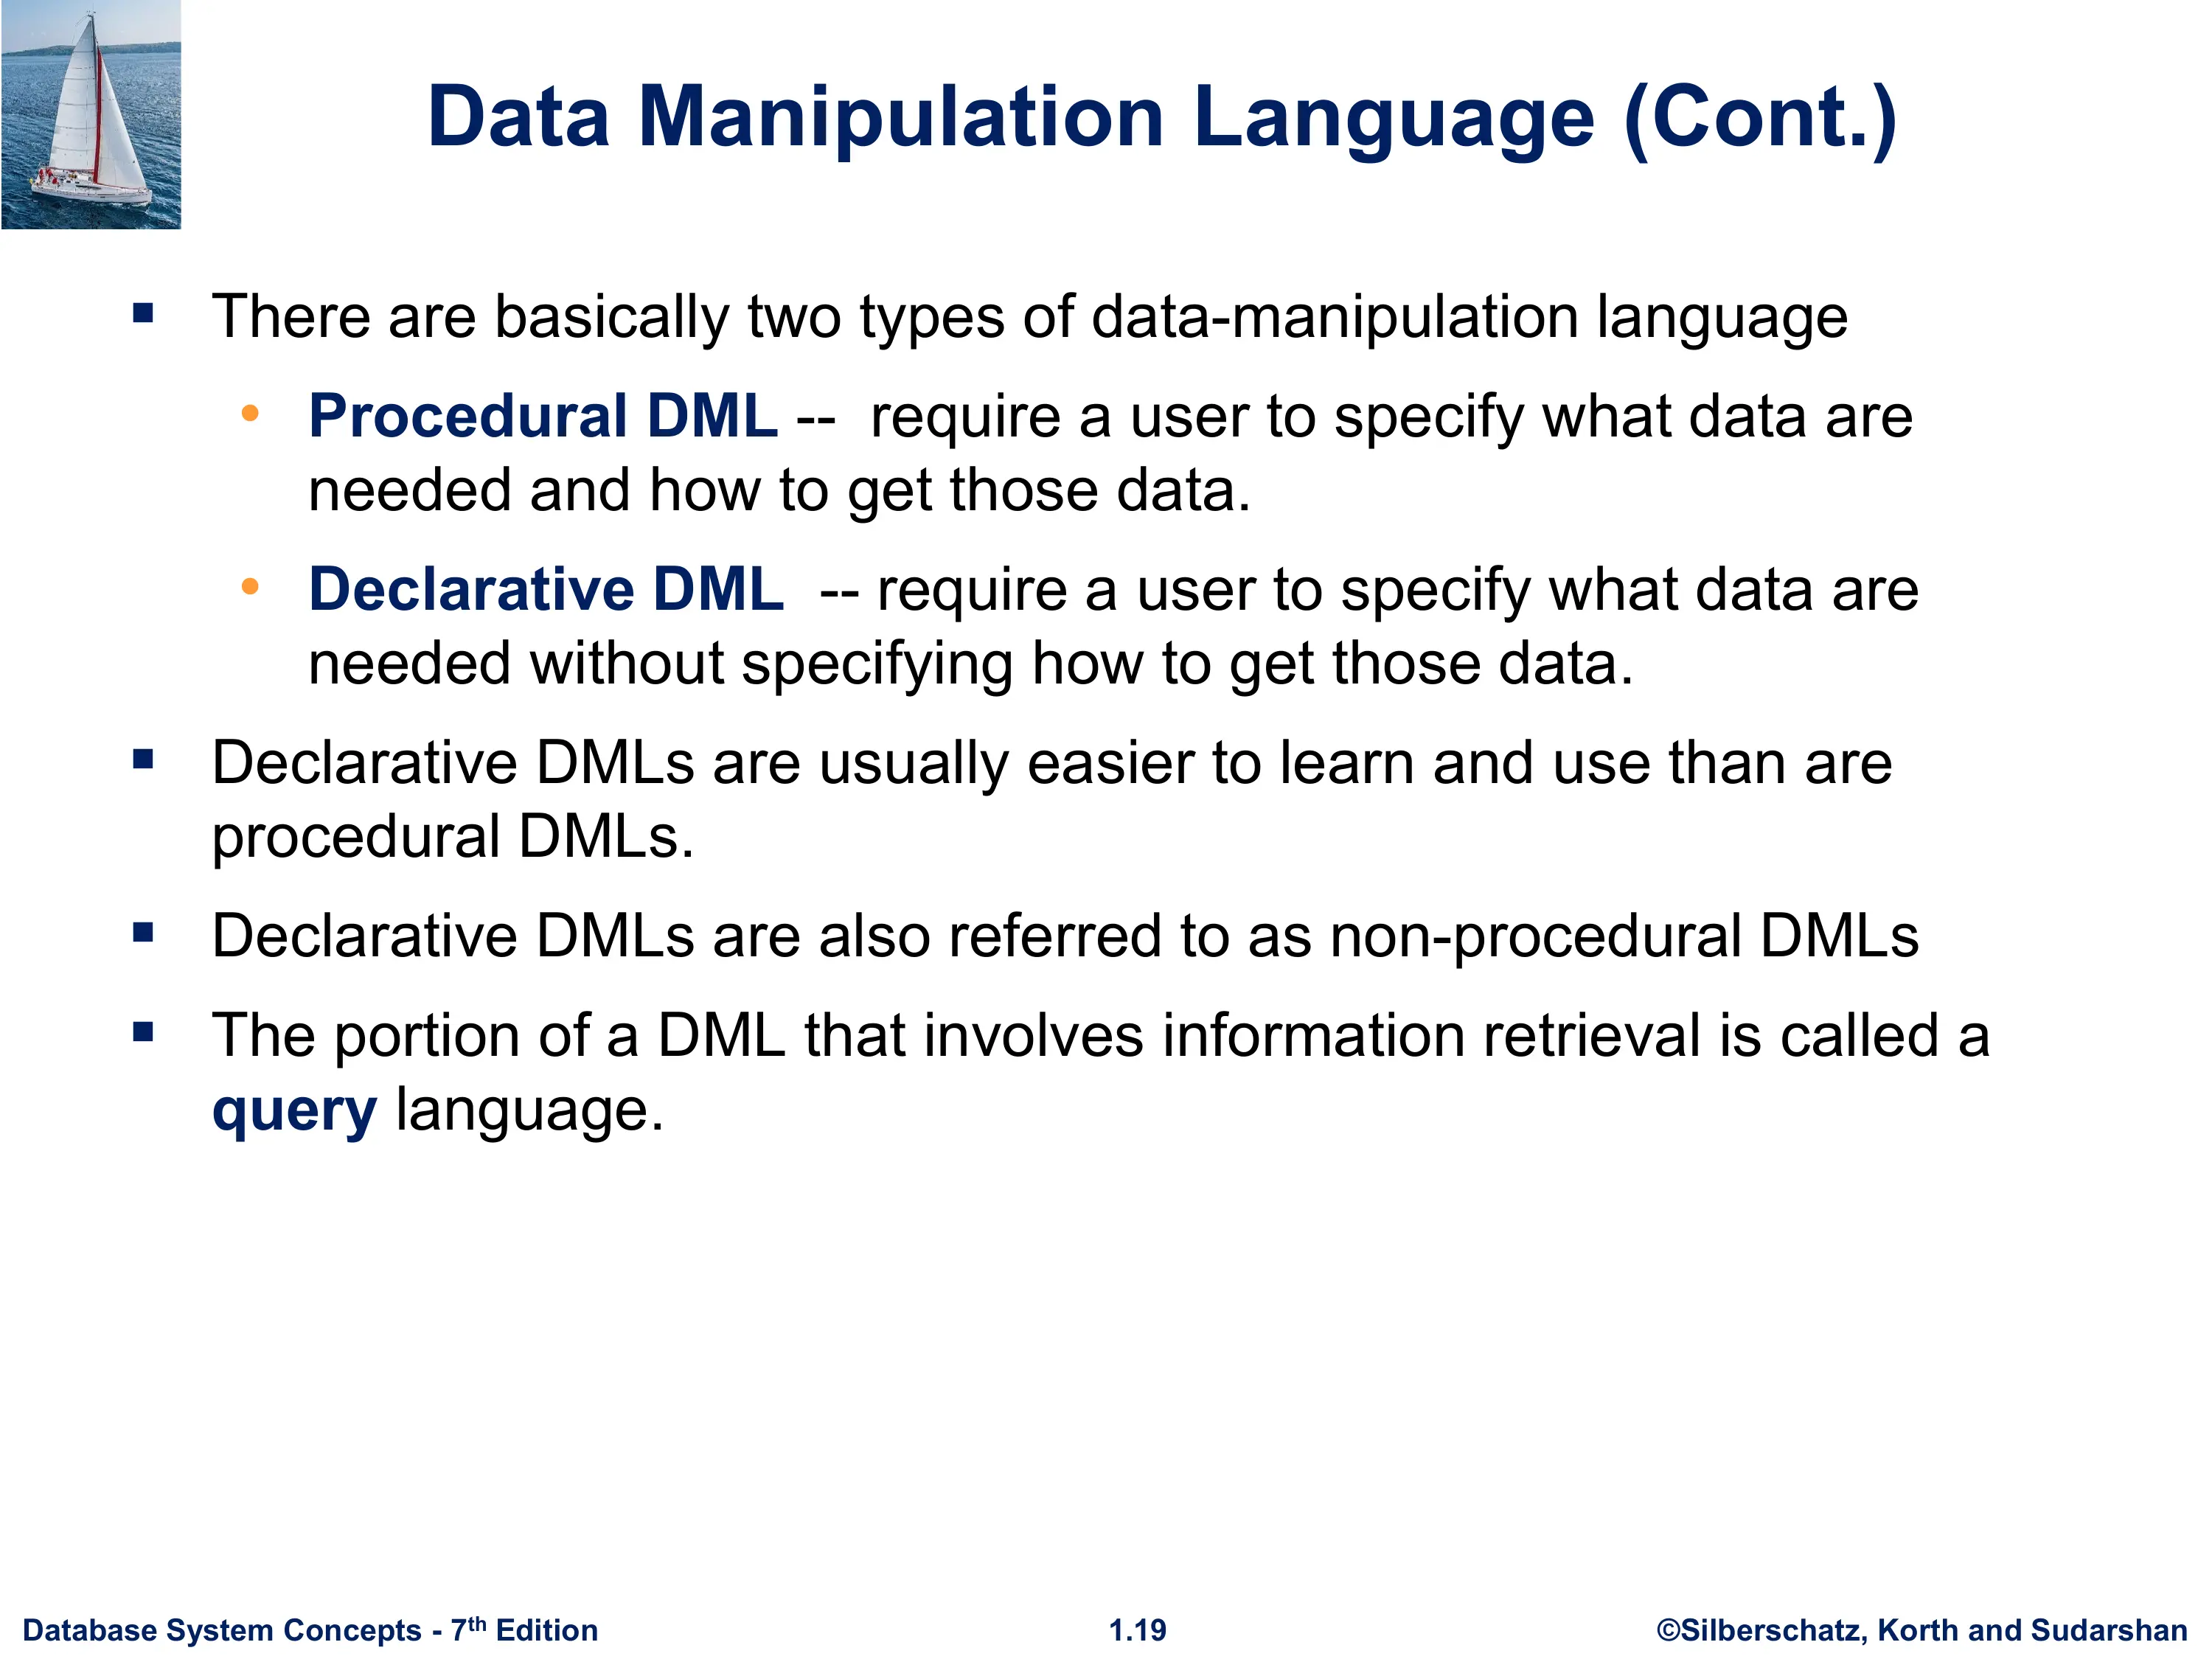 Data Manipulation Language (Cont.)
▪ There are basically two types of data-manipulation language
• Procedural DML --  require a user to specify what data are
needed and how to get those data.
• Declarative DML  -- require a user to specify what data are
needed without specifying how to get those data.
▪ Declarative DMLs are usually easier to learn and use than are
procedural DMLs.
▪ Declarative DMLs are also referred to as non-procedural DMLs
▪ The portion of a DML that involves information retrieval is called a
query language.
Database System Concepts - 7th Edition
1.19
©Silberschatz, Korth and Sudarshan